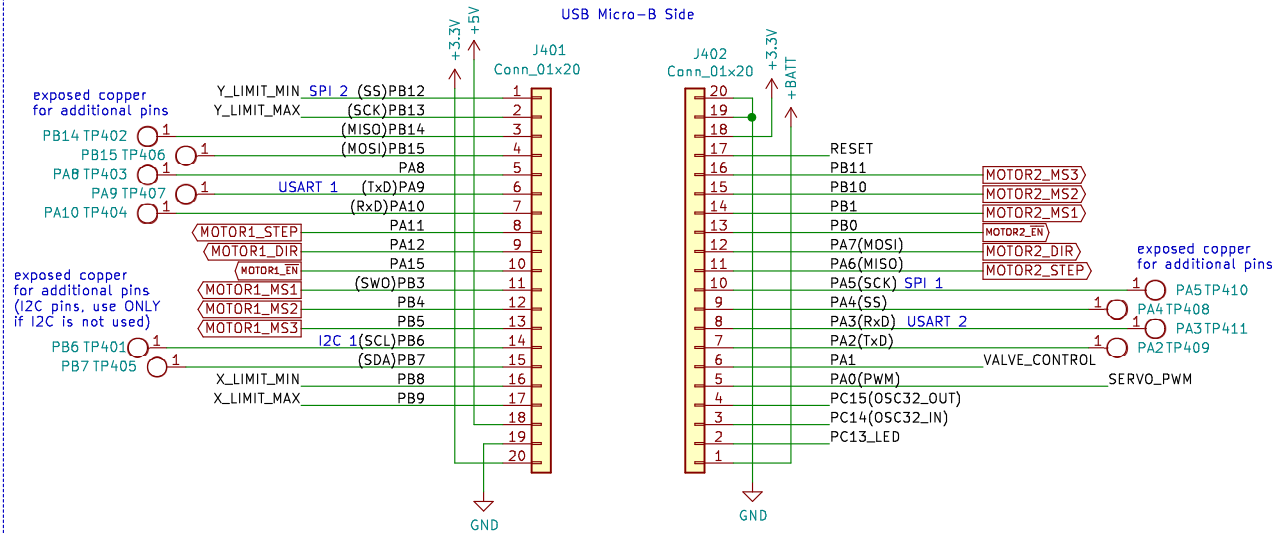 USB Micro-B Side
+3.3V
+5V
J401
Conn_01x20
exposed copper
for additional pins
Y_LIMIT_MIN SPI 2 (SS)PB12 1
Y_LIMIT_MAX (SCK)PB13 2
PB14 TP402 1 (MISO)PB14 3
PB15 TP406 1 (MOSI)PB15 4
PA8 TP403 1 PA8 5
PA9 TP407 1 USART 1 (TxD)PA9 6
PA10 TP404 1 (RxD)PA10 7
MOTOR1_STEP PA11 8
MOTOR1_DIR PA12 9
MOTOR1_EN PA15 10
exposed copper
for additional pins
(I2C pins, use ONLY
if I2C is not used)
MOTOR1_MS1 (SWO)PB3 11
MOTOR1_MS2 PB4 12
MOTOR1_MS3 PB5 13
PB6 TP401 1 I2C 1 (SCL)PB6 14
PB7 TP405 1 (SDA)PB7 15
X_LIMIT_MIN PB8 16
X_LIMIT_MAX PB9 17
18
19
20
GND
J402
Conn_01x20
+3.3V
+BATT
20
19
18
17 RESET
16 PB11 MOTOR2_MS3
15 PB10 MOTOR2_MS2
14 PB1 MOTOR2_MS1
13 PB0 MOTOR2_EN
12 PA7(MOSI) MOTOR2_DIR
11 PA6(MISO) MOTOR2_STEP
exposed copper
for additional pins
10 PA5(SCK) SPI 1 1 PA5 TP410
9 PA4(SS) 1 PA4 TP408
8 PA3(RxD) USART 2 1 PA3 TP411
7 PA2(TxD) 1 PA2 TP409
6 PA1 VALVE_CONTROL
5 PA0(PWM) SERVO_PWM
4 PC15(OSC32_OUT)
3 PC14(OSC32_IN)
2 PC13_LED
1
GND